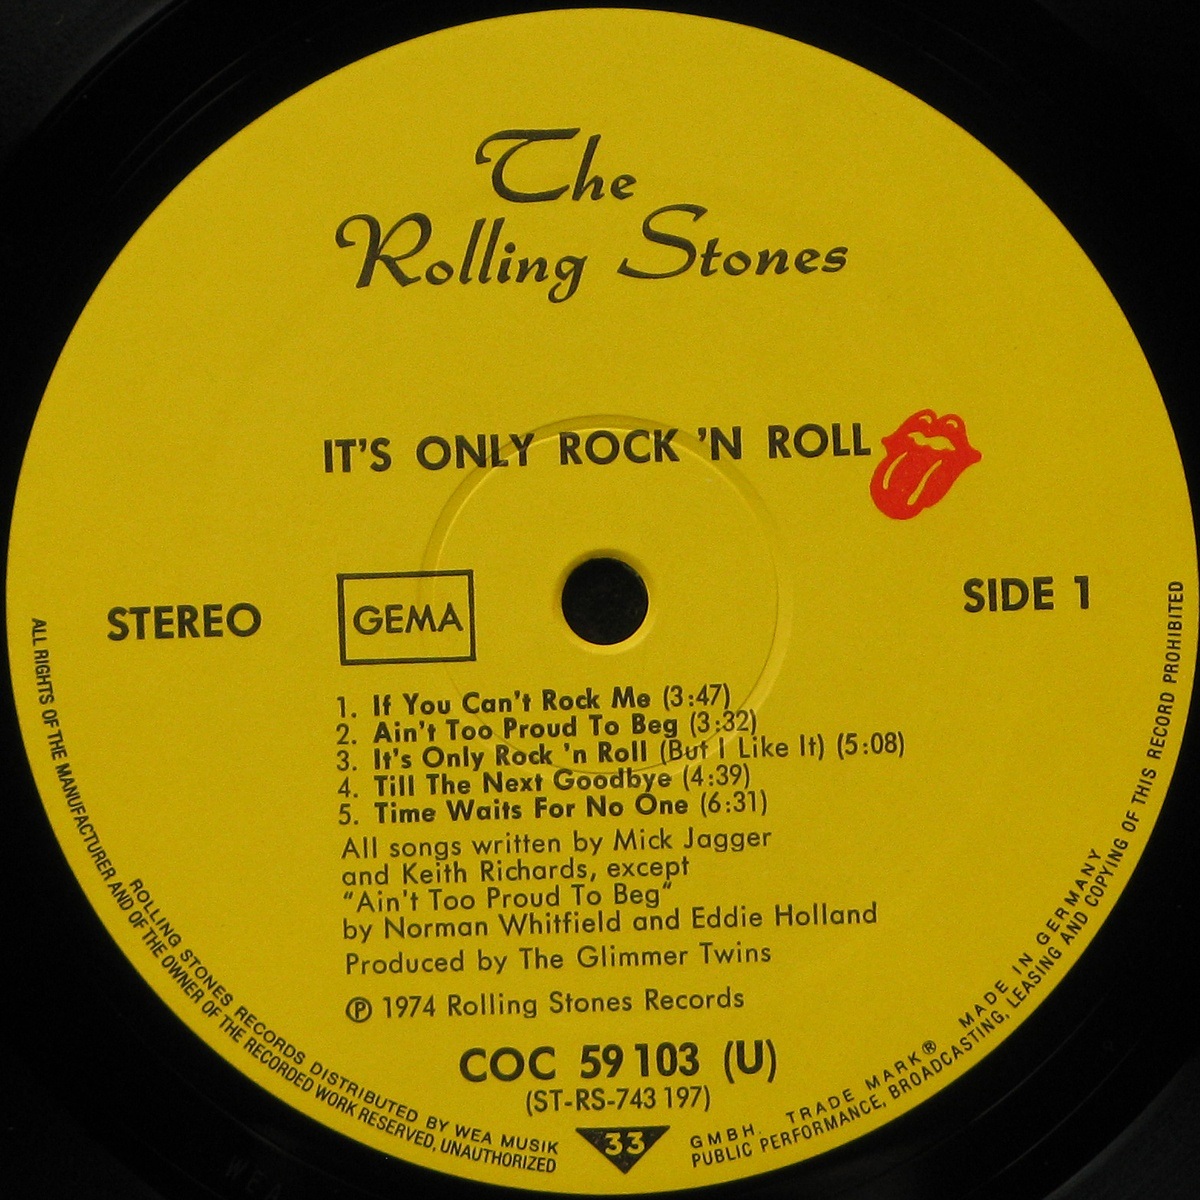 The
Rolling Stones
IT'S ONLY ROCK 'N ROLL
STEREO
GEMA
SIDE 1
1. If You Can't Rock Me (3:47)
2. Ain't Too Proud To Beg (3:32)
3. It's Only Rock 'n Roll (But I Like It) (5:08)
4. Till The Next Goodbye (4:39)
5. Time Waits For No One (6:31)
All songs written by Mick Jagger
and Keith Richards, except
“Ain't Too Proud To Beg”
by Norman Whitfield and Eddie Holland
Produced by The Glimmer Twins
℗ 1974 Rolling Stones Records
COC 59 103 (U)
(ST-RS-743 197)
33
ROLLING STONES RECORDS DISTRIBUTED BY WEA MUSIK GMBH. TRADE MARK® MADE IN GERMANY
ALL RIGHTS OF THE MANUFACTURER AND OF THE OWNER OF THE RECORDED WORK RESERVED, UNAUTHORIZED PUBLIC PERFORMANCE, BROADCASTING, LEASING AND COPYING OF THIS RECORD PROHIBITED